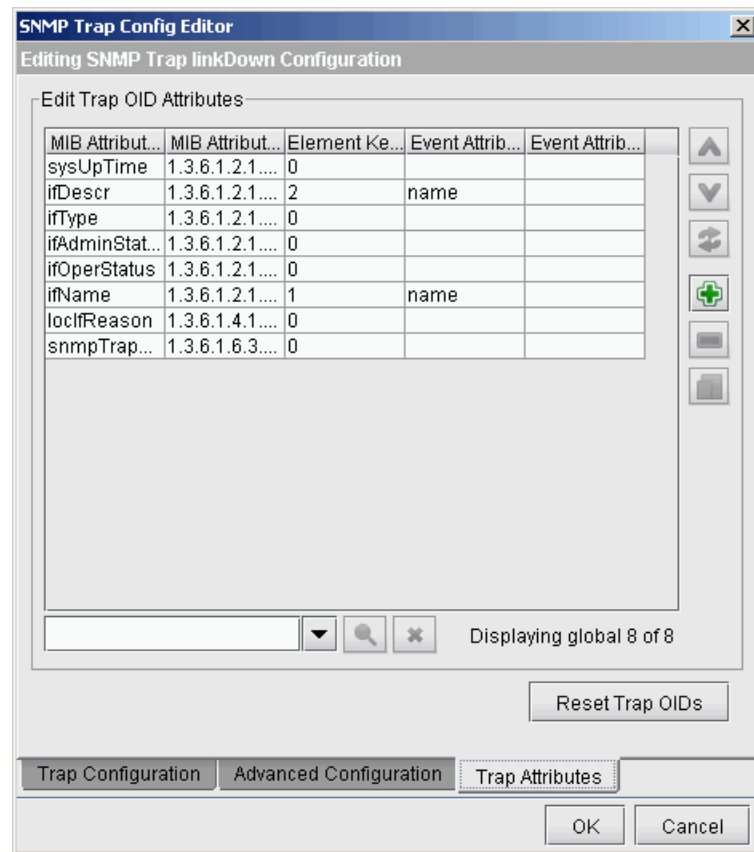 SNMP Trap Config Editor
Editing SNMP Trap linkDown Configuration
Edit Trap OID Attributes
MIB Attribut... MIB Attribut... Element Ke... Event Attrib... Event Attrib...
sysUpTime 1.3.6.1.2.1.... 0
ifDescr 1.3.6.1.2.1.... 2 name
ifType 1.3.6.1.2.1.... 0
ifAdminStat... 1.3.6.1.2.1.... 0
ifOperStatus 1.3.6.1.2.1.... 0
ifName 1.3.6.1.2.1.... 1 name
locIfReason 1.3.6.1.4.1.... 0
snmpTrap... 1.3.6.1.6.3.... 0
Displaying global 8 of 8
Reset Trap OIDs
Trap Configuration Advanced Configuration Trap Attributes
OK Cancel